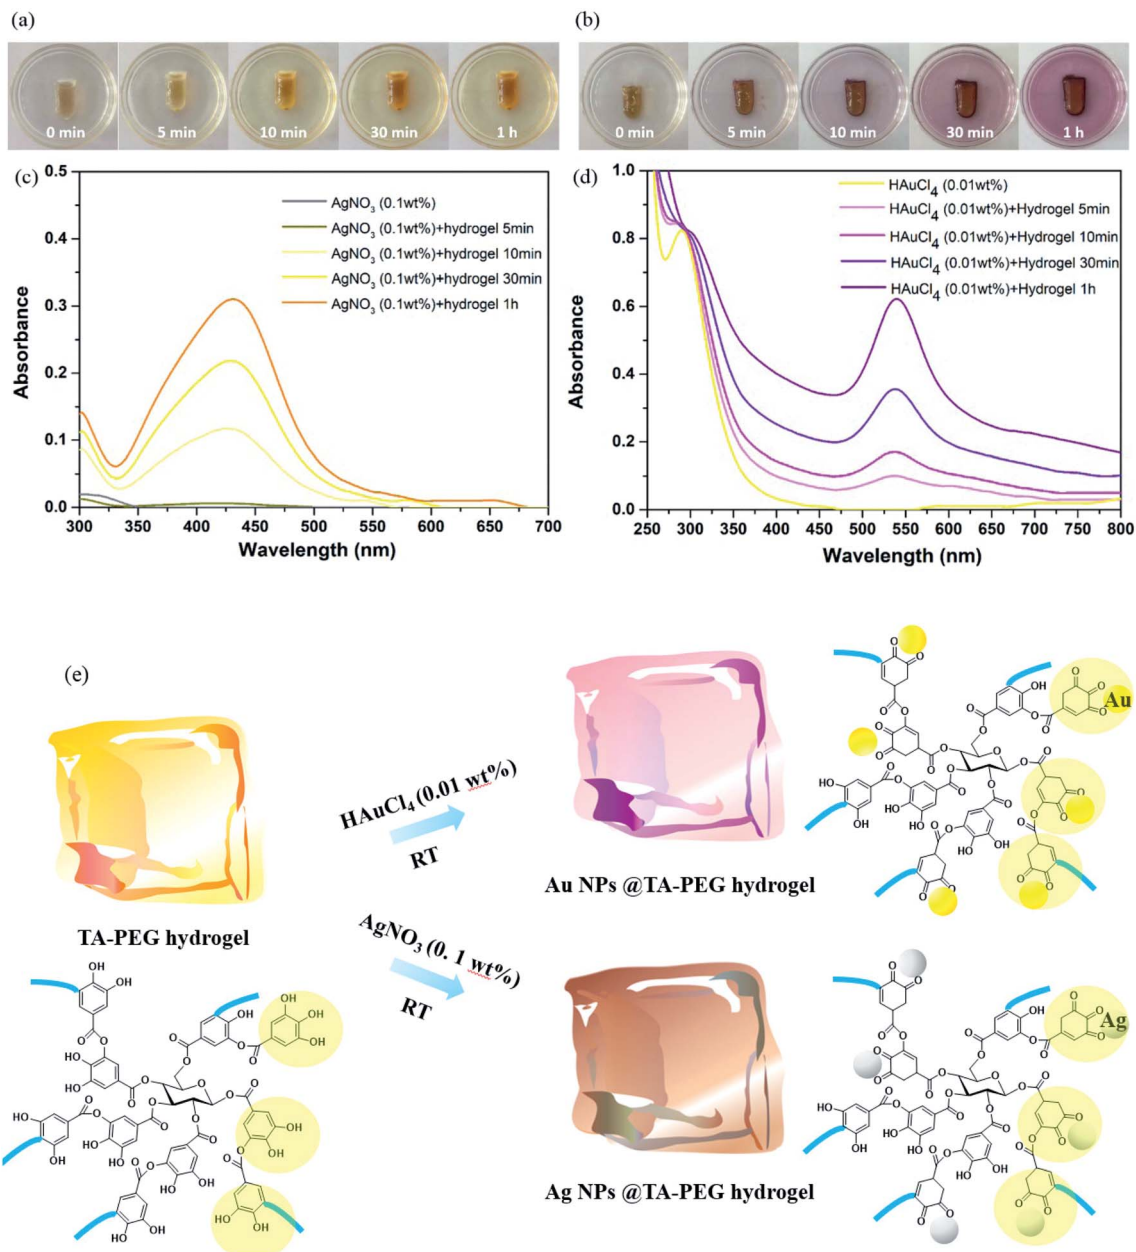 (a)
(b)
0 min
5 min
10 min
30 min
1 h
0 min
5 min
10 min
30 min
1 h
(c)
0.5
0.4
0.3
0.2
0.1
0.0
Absorbance
AgNO3 (0.1wt%)
AgNO3 (0.1wt%)+hydrogel 5min
AgNO3 (0.1wt%)+hydrogel 10min
AgNO3 (0.1wt%)+hydrogel 30min
AgNO3 (0.1wt%)+hydrogel 1h
300 350 400 450 500 550 600 650 700
Wavelength (nm)
(d)
1.0
0.8
0.6
0.4
0.2
0.0
Absorbance
HAuCl4 (0.01wt%)
HAuCl4 (0.01wt%)+Hydrogel 5min
HAuCl4 (0.01wt%)+Hydrogel 10min
HAuCl4 (0.01wt%)+Hydrogel 30min
HAuCl4 (0.01wt%)+Hydrogel 1h
250 300 350 400 450 500 550 600 650 700 750 800
Wavelength (nm)
(e)
TA-PEG hydrogel
HAuCl4 (0.01 wt%)
RT
AgNO3 (0. 1 wt%)
RT
Au NPs @TA-PEG hydrogel
Au
Ag NPs @TA-PEG hydrogel
Ag